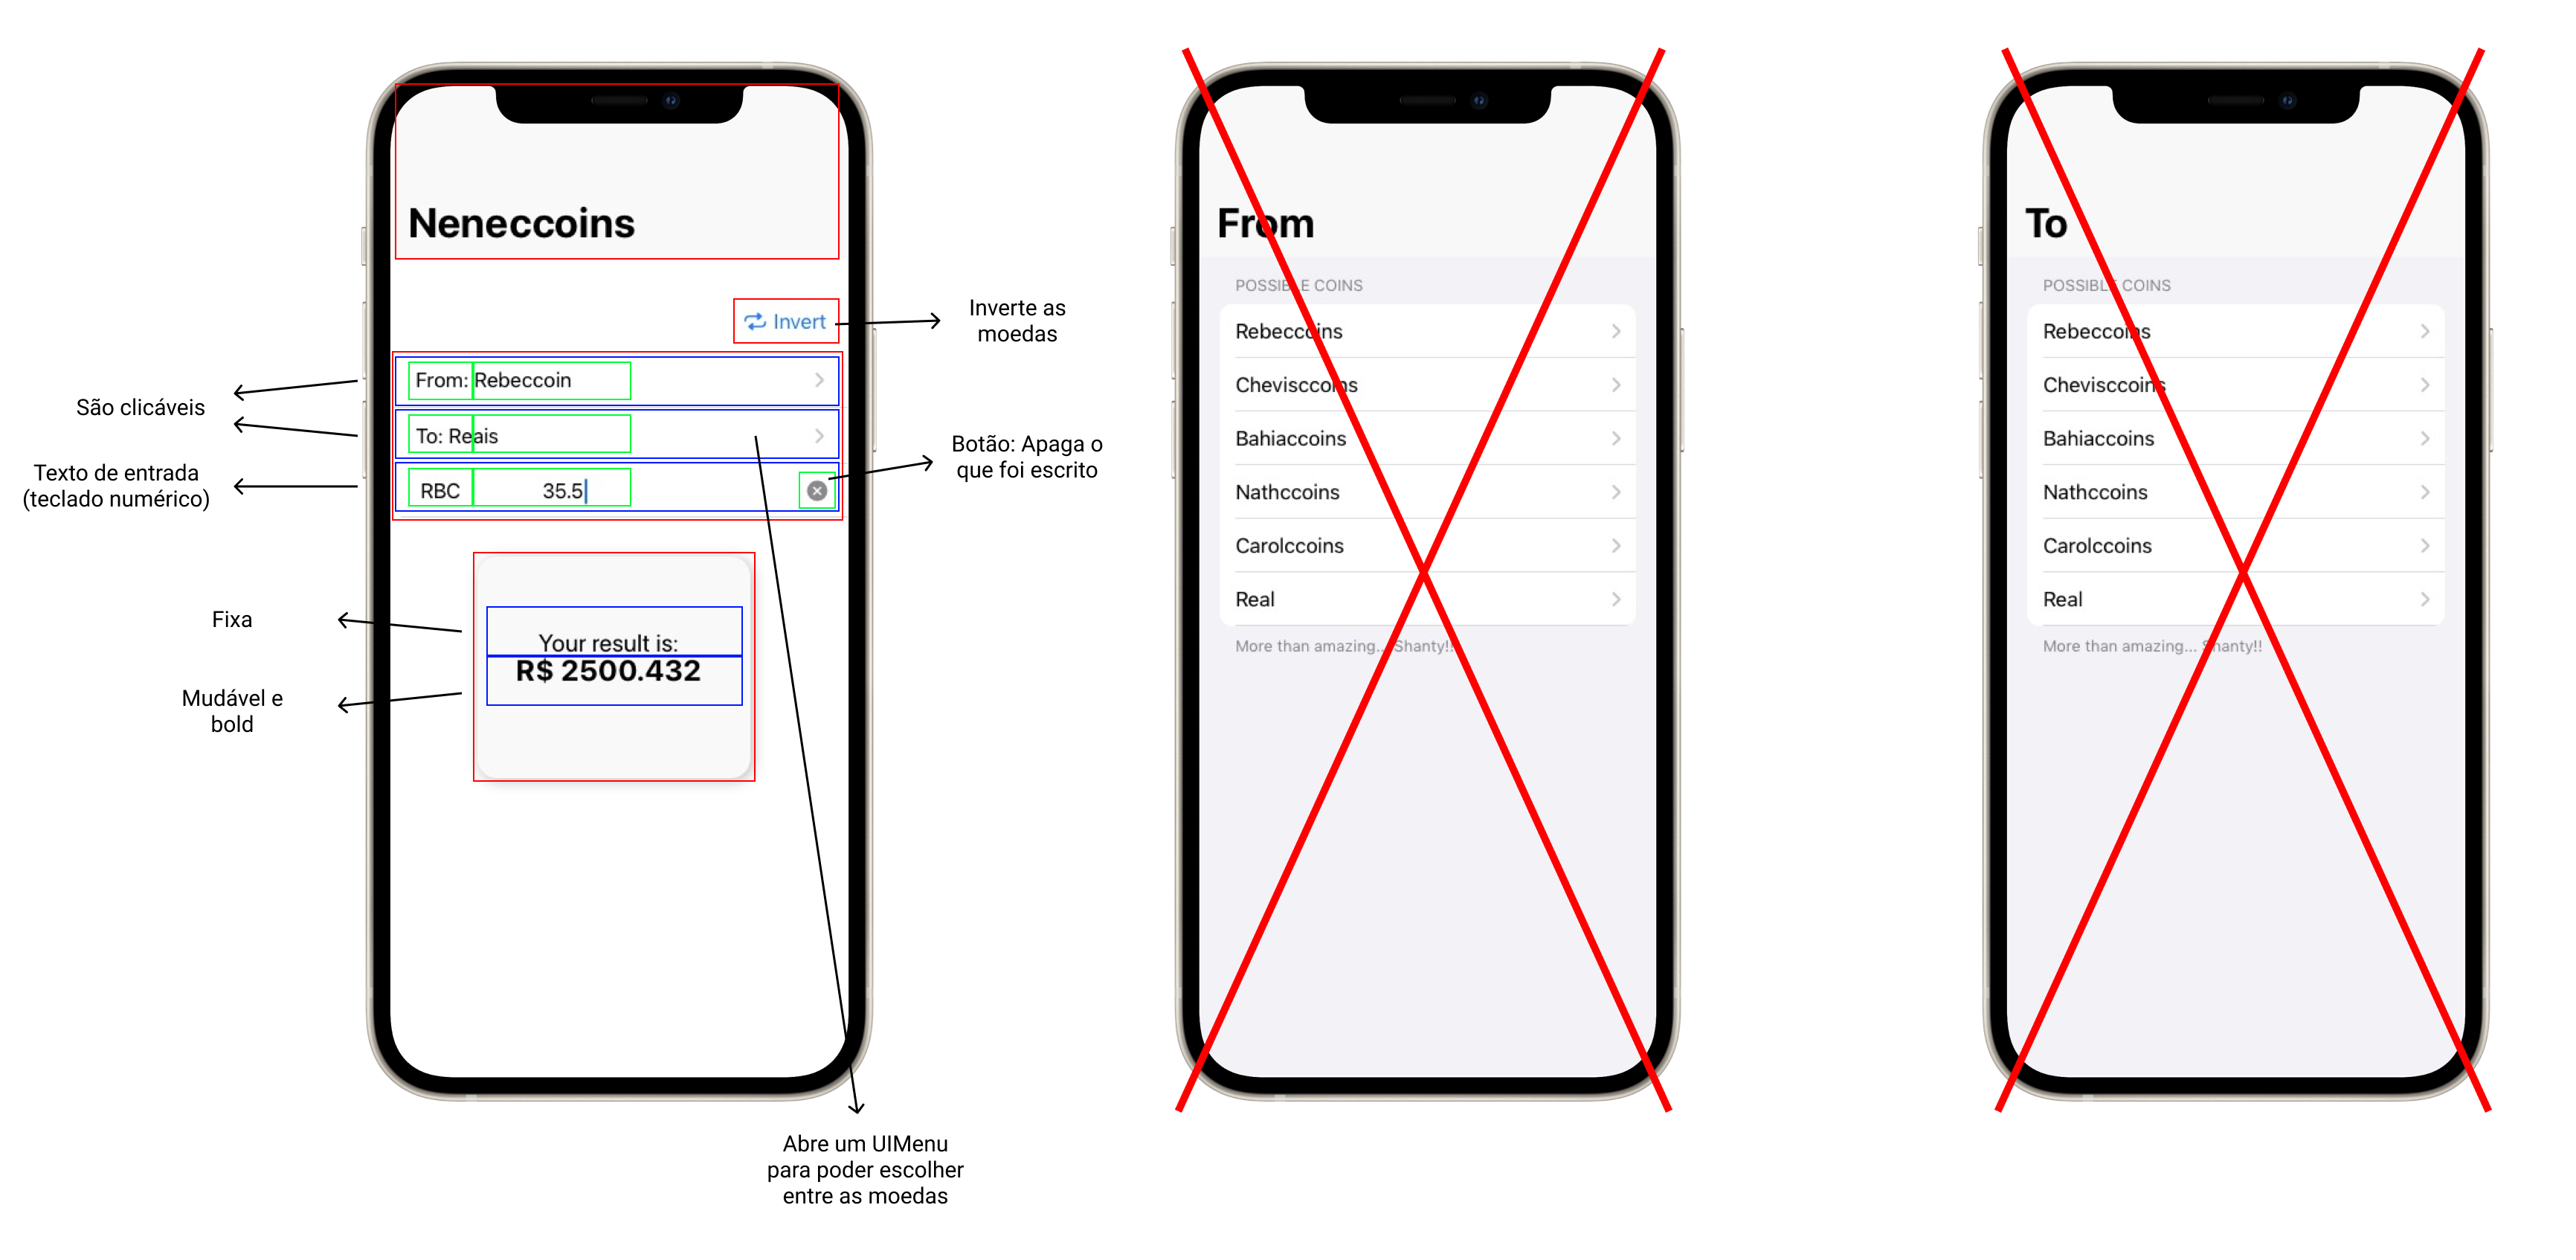 Neneccoins
Invert
Inverte as
moedas
From: Rebeccoin
São clicáveis
To: Reais
Botão: Apaga o
que foi escrito
Texto de entrada
(teclado numérico)
RBC 35.5
Fixa
Your result is:
R$ 2500.432
Mudável e
bold
Abre um UIMenu
para poder escolher
entre as moedas
From
POSSIBLE COINS
Rebeccoins
Chevisccoins
Bahiaccoins
Nathccoins
Carolccoins
Real
More than amazing... Shanty!!
To
POSSIBLE COINS
Rebeccoins
Chevisccoins
Bahiaccoins
Nathccoins
Carolccoins
Real
More than amazing... Shanty!!